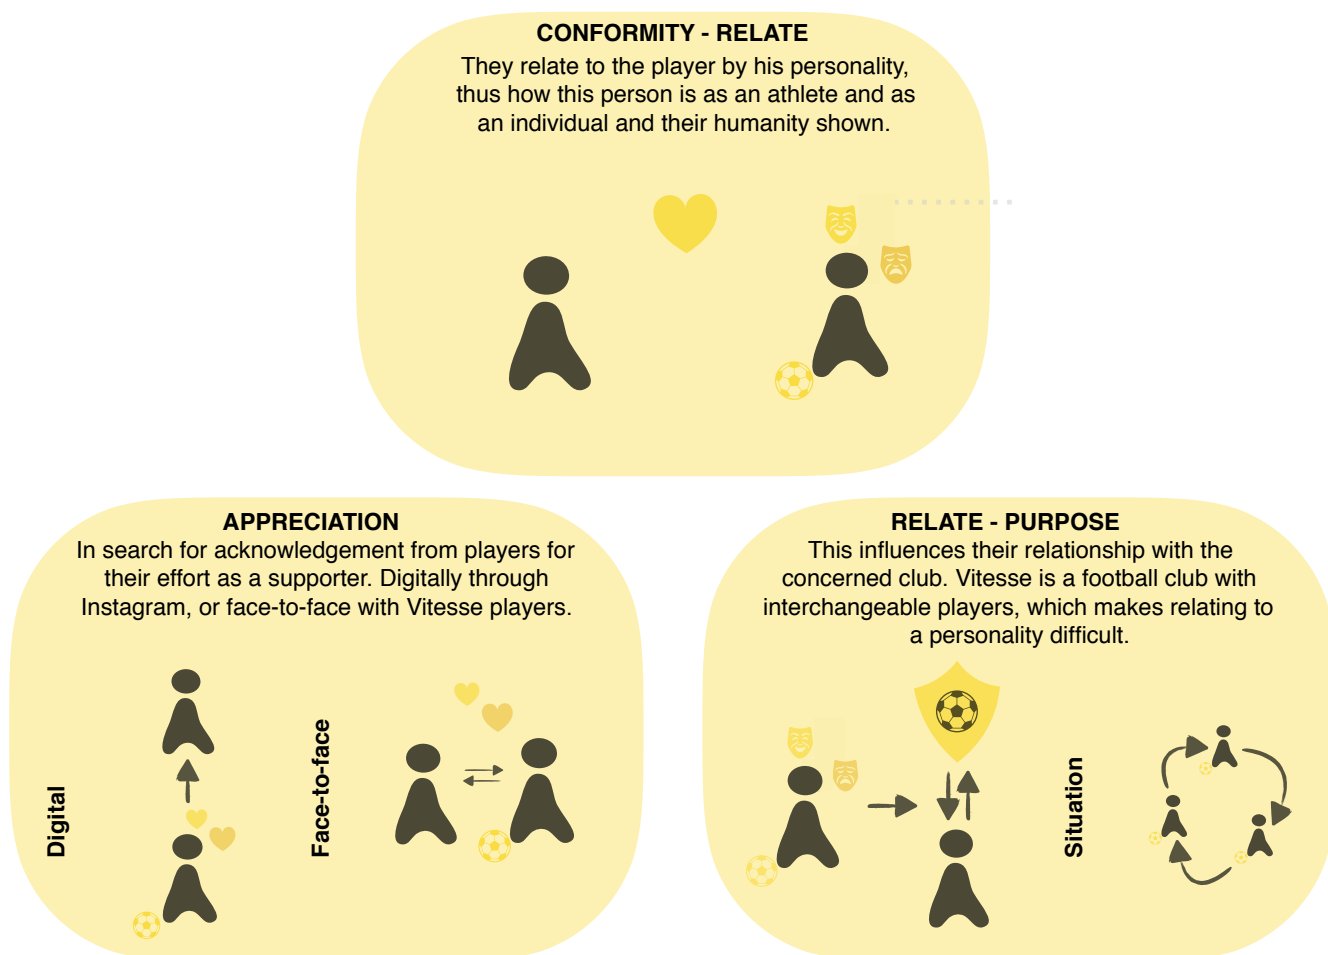 CONFORMITY - RELATE
They relate to the player by his personality,
thus how this person is as an athlete and as
an individual and their humanity shown.
APPRECIATION
In search for acknowledgement from players for
their effort as a supporter. Digitally through
Instagram, or face-to-face with Vitesse players.
Digital
Face-to-face
RELATE - PURPOSE
This influences their relationship with the
concerned club. Vitesse is a football club with
interchangeable players, which makes relating to
a personality difficult.
Situation